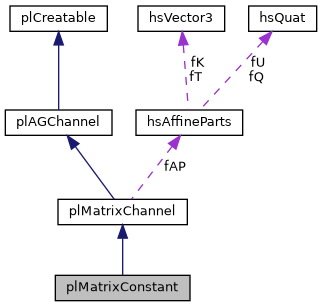 plCreatable
hsVector3
hsQuat
fK
fT
fU
fQ
plAGChannel
hsAffineParts
fAP
plMatrixChannel
plMatrixConstant